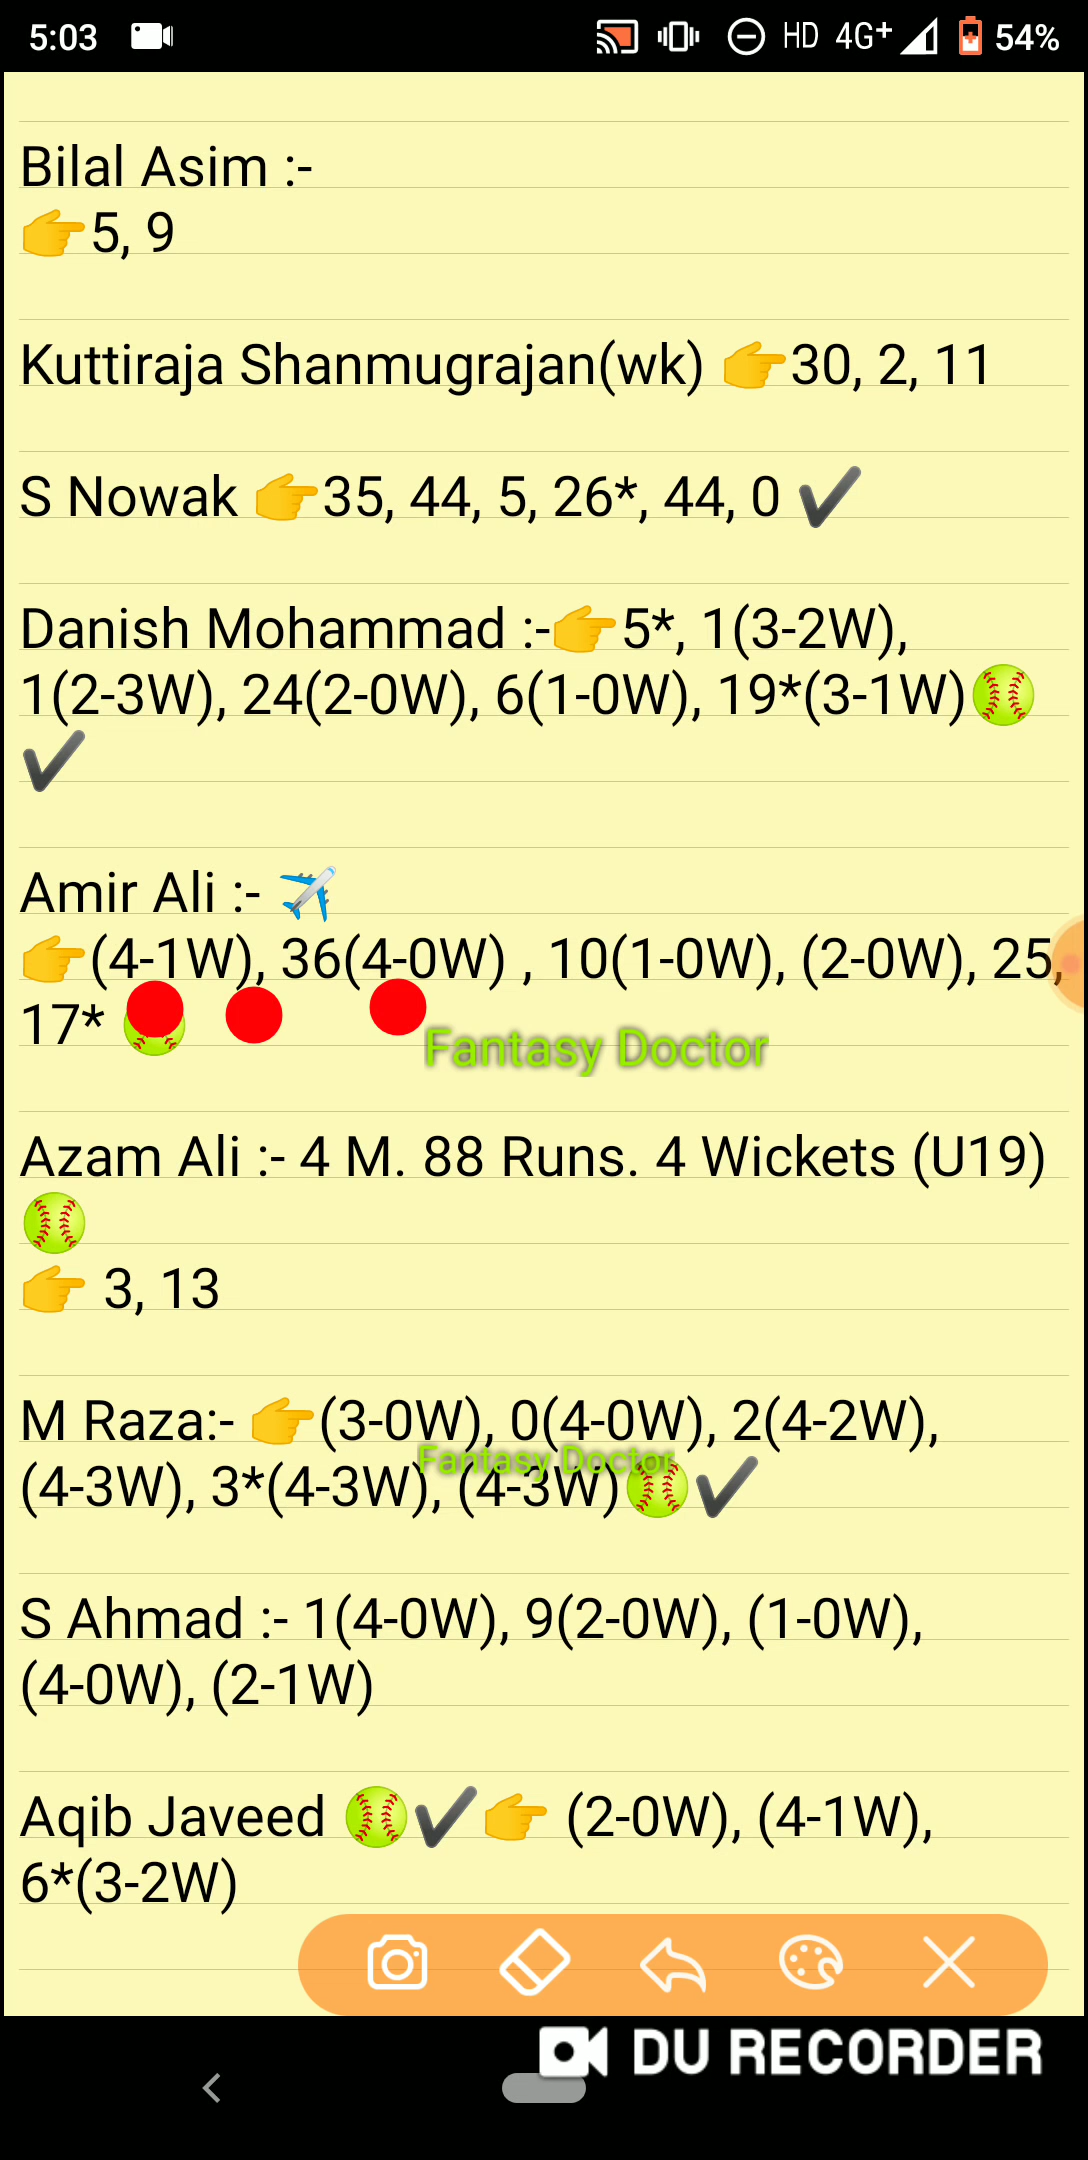 5:03 HD 4G+ 54%
Bilal Asim :-
👉5, 9
Kuttiraja Shanmugrajan(wk) 👉30, 2, 11
S Nowak 👉35, 44, 5, 26*, 44, 0 ✔
Danish Mohammad :-👉5*, 1(3-2W),
1(2-3W), 24(2-0W), 6(1-0W), 19*(3-1W)🥎
✔
Amir Ali :- ✈
👉(4-1W), 36(4-0W) , 10(1-0W), (2-0W), 25,
17* 🥎
Fantasy Doctor
Azam Ali :- 4 M. 88 Runs. 4 Wickets (U19)
🥎
👉 3, 13
M Raza:- 👉(3-0W), 0(4-0W), 2(4-2W),
Fantasy Doctor
(4-3W), 3*(4-3W), (4-3W)🥎✔
S Ahmad :- 1(4-0W), 9(2-0W), (1-0W),
(4-0W), (2-1W)
Aqib Javeed 🥎✔👉 (2-0W), (4-1W),
6*(3-2W)
DU RECORDER